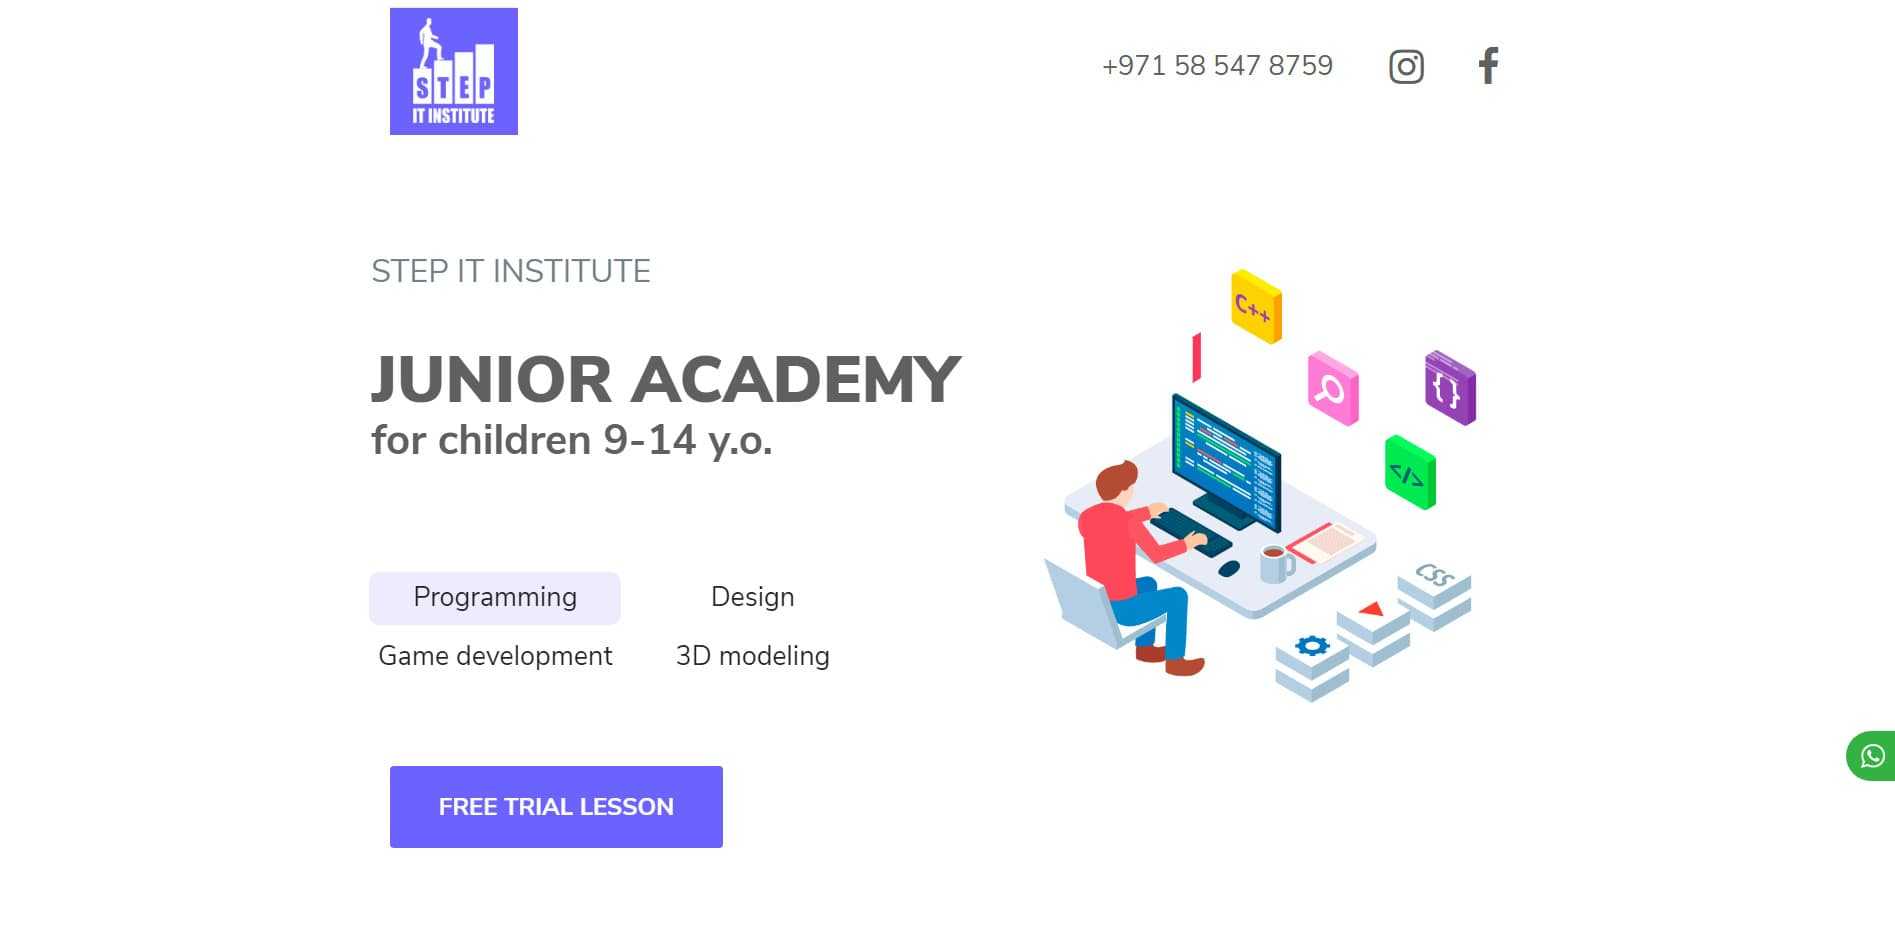 STEP
IT INSTITUTE
+971 58 547 8759
STEP IT INSTITUTE
JUNIOR ACADEMY
for children 9-14 y.o.
Programming
Design
Game development
3D modeling
FREE TRIAL LESSON
C++
{}
</>
CSS